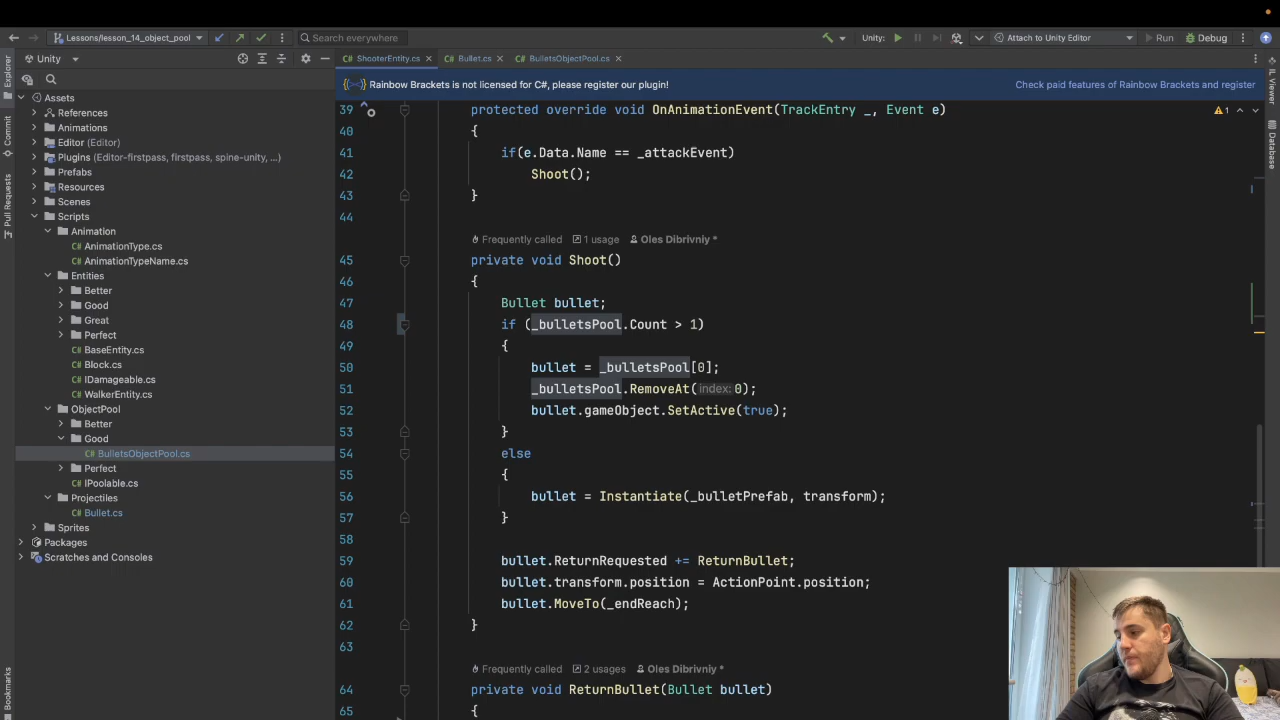 Lessons/lesson_14_object_pool
Search everywhere
Unity:
Attach to Unity Editor
Run
Debug
Unity
ShooterEntity.cs
Bullet.cs
BulletsObjectPool.cs
Rainbow Brackets is not licensed for C#, please register our plugin!
Check paid features of Rainbow Brackets and register
Explorer
Commit
Pull Requests
Bookmarks
IL Viewer
Database
Assets
References
Animations
Editor (Editor)
Plugins (Editor-firstpass, firstpass, spine-unity, ...)
Prefabs
Resources
Scenes
Scripts
Animation
C# AnimationType.cs
C# AnimationTypeName.cs
Entities
Better
Good
Great
Perfect
C# BaseEntity.cs
C# Block.cs
C# IDamageable.cs
C# WalkerEntity.cs
ObjectPool
Better
Good
C# BulletsObjectPool.cs
Perfect
C# IPoolable.cs
Projectiles
C# Bullet.cs
Sprites
Packages
Scratches and Consoles
1
39 protected override void OnAnimationEvent(TrackEntry _, Event e)
40 {
41 if(e.Data.Name == _attackEvent)
42 Shoot();
43 }
44
Frequently called 1 usage Oles Dibrivniy *
45 private void Shoot()
46 {
47 Bullet bullet;
48 if (_bulletsPool.Count > 1)
49 {
50 bullet = _bulletsPool[0];
51 _bulletsPool.RemoveAt(index: 0);
52 bullet.gameObject.SetActive(true);
53 }
54 else
55 {
56 bullet = Instantiate(_bulletPrefab, transform);
57 }
58
59 bullet.ReturnRequested += ReturnBullet;
60 bullet.transform.position = ActionPoint.position;
61 bullet.MoveTo(_endReach);
62 }
63
Frequently called 2 usages Oles Dibrivniy *
64 private void ReturnBullet(Bullet bullet)
65 {